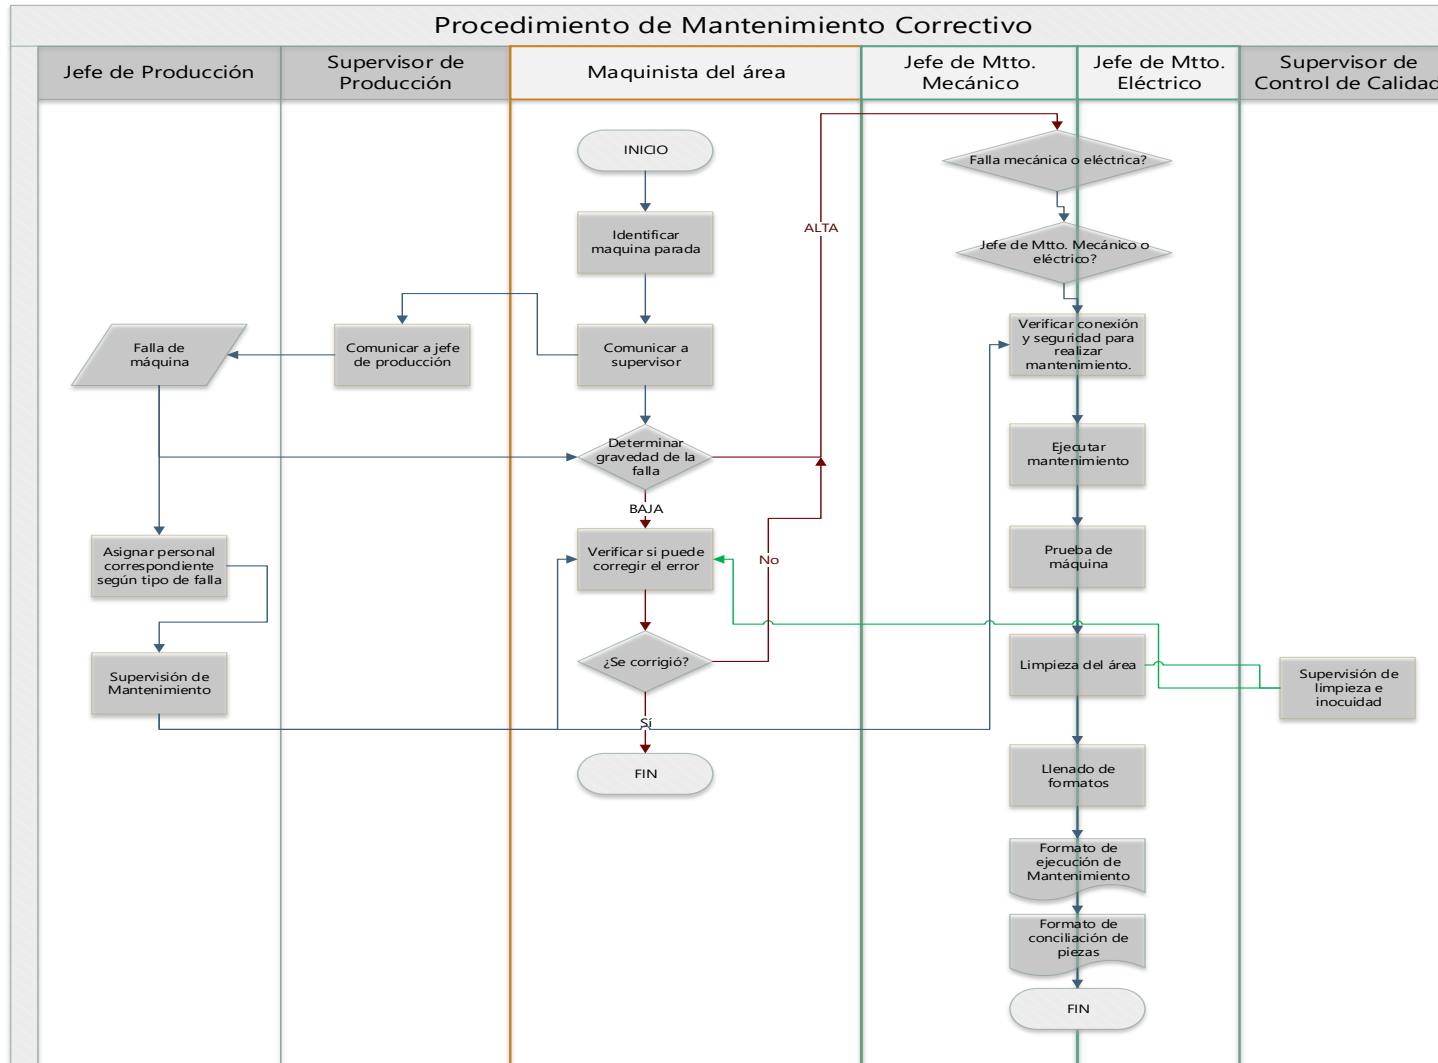 Procedimiento de Mantenimiento Correctivo
Jefe de Producción
Supervisor de
Producción
Maquinista del área
Jefe de Mtto.
Mecánico
Jefe de Mtto.
Eléctrico
Supervisor de
Control de Calidad
INICIO
Falla mecánica o eléctrica?
Identificar
maquina parada
ALTA
Jefe de Mtto. Mecánico o
eléctrico?
Falla de
máquina
Comunicar a jefe
de producción
Comunicar a
supervisor
Verificar conexión
y seguridad para
realizar
mantenimiento.
Determinar
gravedad de la
falla
Ejecutar
mantenimiento
BAJA
Asignar personal
correspondiente
según tipo de falla
Verificar si puede
corregir el error
No
Prueba de
máquina
¿Se corrigió?
Limpieza del área
Supervisión de
Mantenimiento
Supervisión de
limpieza e
inocuidad
Sí
FIN
Llenado de
formatos
Formato de
ejecución de
Mantenimiento
Formato de
conciliación de
piezas
FIN